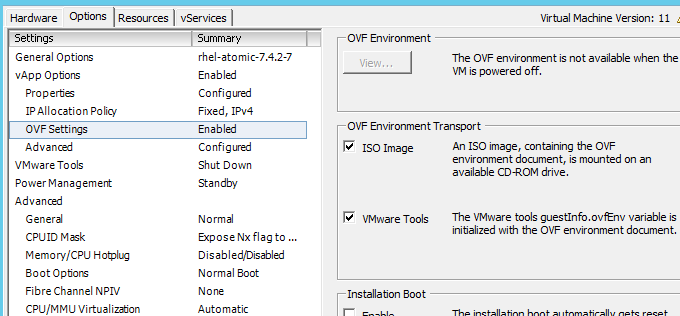 Hardware Options Resources vServices Virtual Machine Version: 11
Settings Summary
General Options rhel-atomic-7.4.2-7
vApp Options Enabled
Properties Configured
IP Allocation Policy Fixed, IPv4
OVF Settings Enabled
Advanced Configured
VMware Tools Shut Down
Power Management Standby
Advanced
General Normal
CPUID Mask Expose Nx flag to ...
Memory/CPU Hotplug Disabled/Disabled
Boot Options Normal Boot
Fibre Channel NPIV None
CPU/MMU Virtualization Automatic
OVF Environment
View...
The OVF environment is not available when the
VM is powered off.
OVF Environment Transport
ISO Image
An ISO image, containing the OVF
environment document, is mounted on an
available CD-ROM drive.
VMware Tools
The VMware tools guestInfo.ovfEnv variable is
initialized with the OVF environment document.
Installation Boot
Enable
The installation boot automatically gets reset